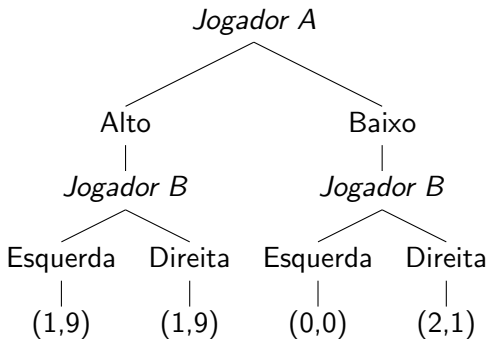 Jogador A
Alto Baixo
Jogador B Jogador B
Esquerda Direita Esquerda Direita
(1,9) (1,9) (0,0) (2,1)